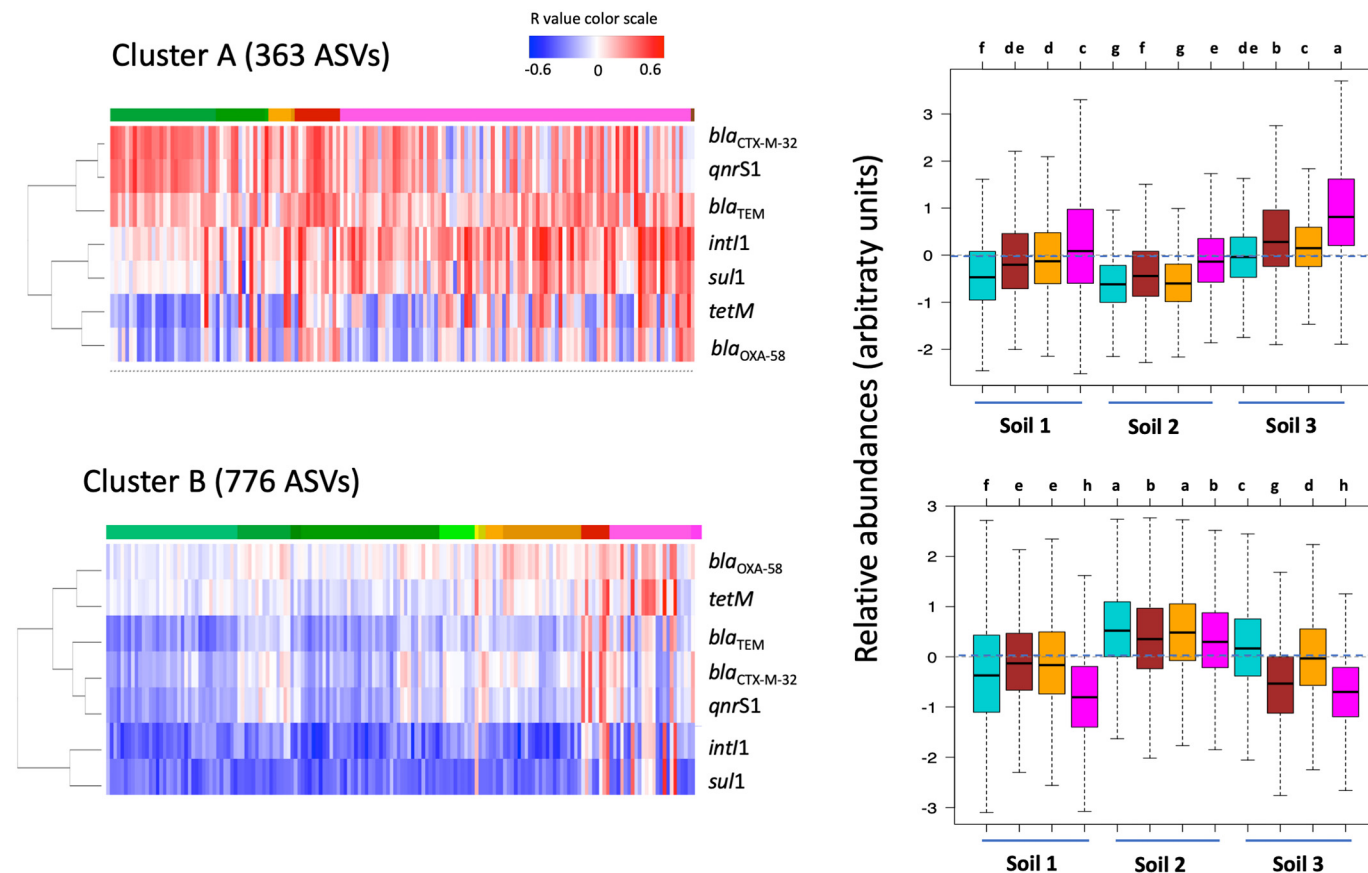 R value color scale
-0.6 0 0.6
Cluster A (363 ASVs)
blaCTX-M-32
qnrS1
blaTEM
intI1
sul1
tetM
blaOXA-58
Cluster B (776 ASVs)
blaOXA-58
tetM
blaTEM
blaCTX-M-32
qnrS1
intI1
sul1
Relative abundances (arbitraty units)
f de d c g f g e de b c a
3
2
1
0
-1
-2
Soil 1 Soil 2 Soil 3
f e e h a b a b c g d h
3
2
1
0
-1
-2
-3
Soil 1 Soil 2 Soil 3